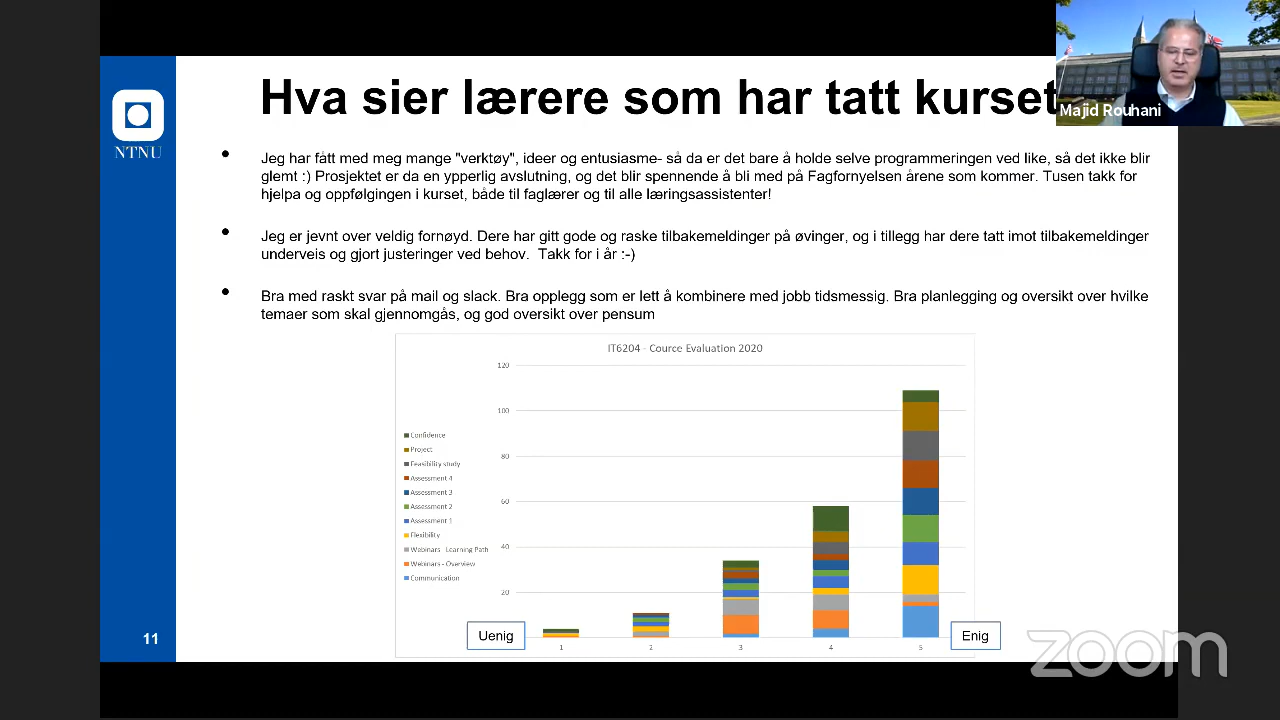 Hva sier lærere som har tatt kurset
Majid Rouhani
NTNU
• Jeg har fått med meg mange "verktøy", ideer og entusiasme- så da er det bare å holde selve programmeringen ved like, så det ikke blir
glemt :) Prosjektet er da en ypperlig avslutning, og det blir spennende å bli med på Fagfornyelsen årene som kommer. Tusen takk for
hjelpa og oppfølgingen i kurset, både til faglærer og til alle læringsassistenter!
• Jeg er jevnt over veldig fornøyd. Dere har gitt gode og raske tilbakemeldinger på øvinger, og i tillegg har dere tatt imot tilbakemeldinger
underveis og gjort justeringer ved behov.  Takk for i år :-)
• Bra med raskt svar på mail og slack. Bra opplegg som er lett å kombinere med jobb tidsmessig. Bra planlegging og oversikt over hvilke
temaer som skal gjennomgås, og god oversikt over pensum
IT6204 - Cource Evaluation 2020
120
100
80
60
40
20
Confidence
Project
Feasibility study
Assessment 4
Assessment 3
Assessment 2
Assessment 1
Flexibility
Webinars - Learning Path
Webinars - Overview
Communication
Uenig
1
2
3
4
5
Enig
11
zoom